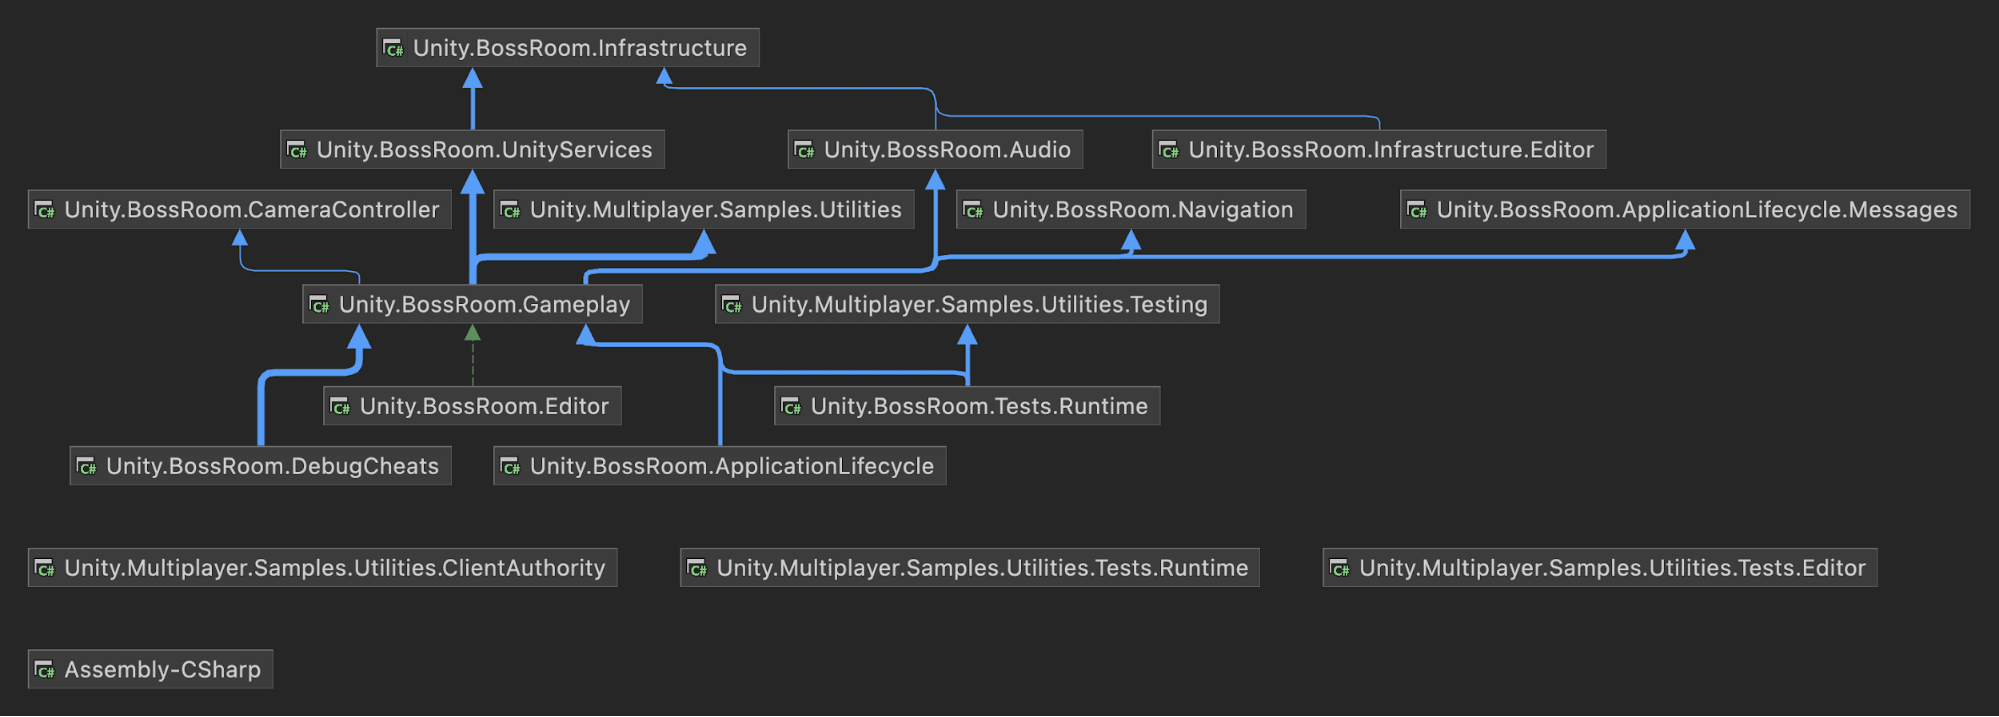 C# Unity.BossRoom.Infrastructure
C# Unity.BossRoom.UnityServices
C# Unity.BossRoom.Audio
C# Unity.BossRoom.Infrastructure.Editor
C# Unity.BossRoom.CameraController
C# Unity.Multiplayer.Samples.Utilities
C# Unity.BossRoom.Navigation
C# Unity.BossRoom.ApplicationLifecycle.Messages
C# Unity.BossRoom.Gameplay
C# Unity.Multiplayer.Samples.Utilities.Testing
C# Unity.BossRoom.Editor
C# Unity.BossRoom.Tests.Runtime
C# Unity.BossRoom.DebugCheats
C# Unity.BossRoom.ApplicationLifecycle
C# Unity.Multiplayer.Samples.Utilities.ClientAuthority
C# Unity.Multiplayer.Samples.Utilities.Tests.Runtime
C# Unity.Multiplayer.Samples.Utilities.Tests.Editor
C# Assembly-CSharp